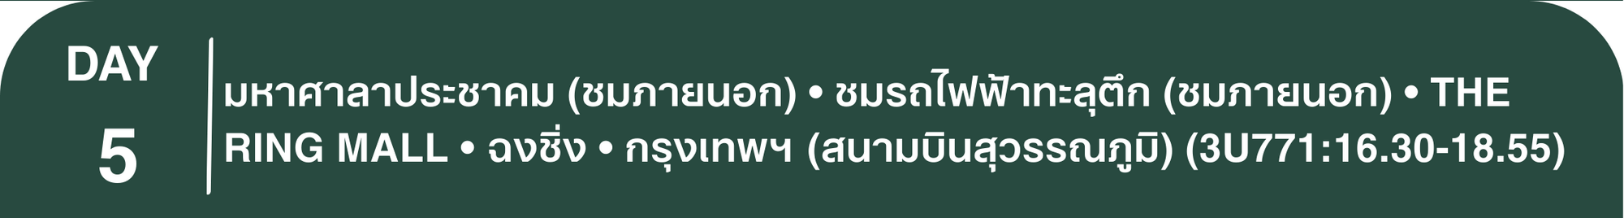 DAY
5
มหาศาลาประชาคม (ชมภายนอก) • ชมรถไฟฟ้าทะลุตึก (ชมภายนอก) • THE
RING MALL • ฉงชิ่ง • กรุงเทพฯ (สนามบินสุวรรณภูมิ) (3U771:16.30-18.55)